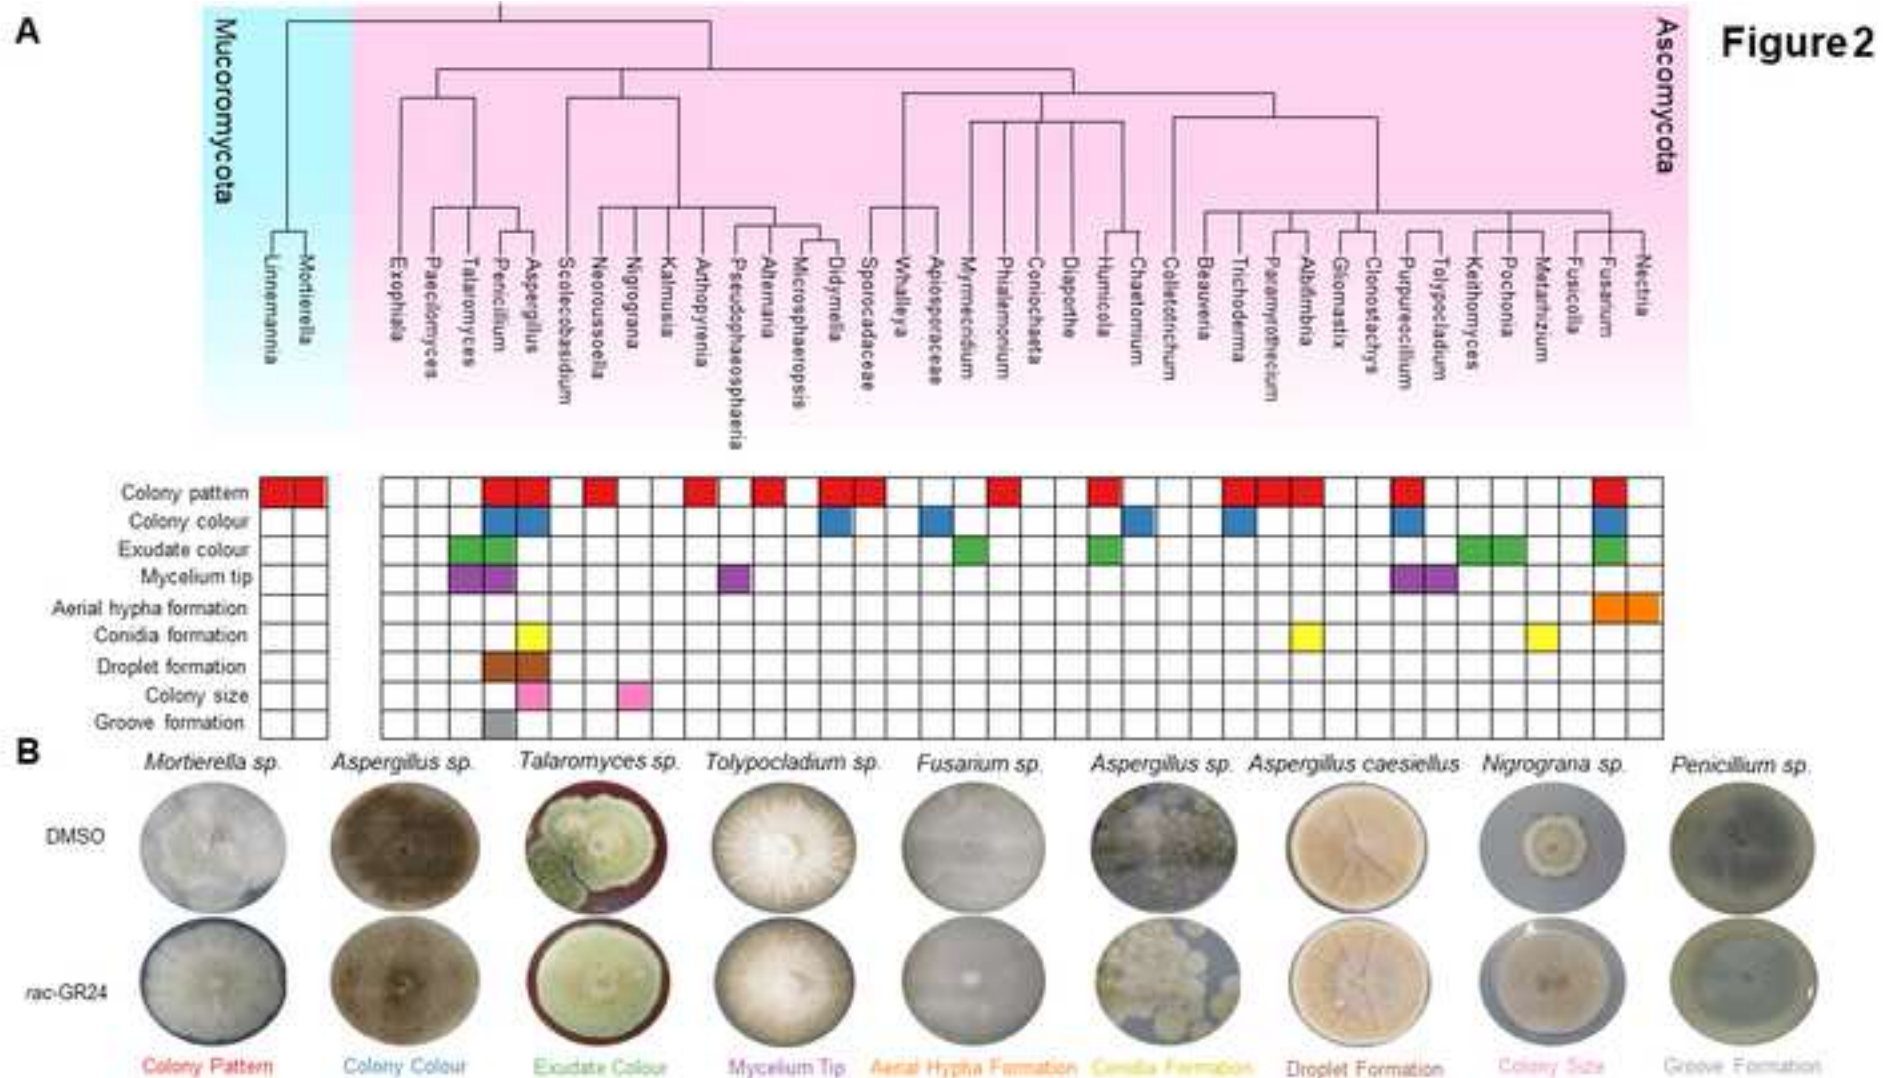 A
Figure 2
Mucoromycota
Ascomycota
Linnemannia
Mortierella
Exophiala
Paecilomyces
Talaromyces
Penicillium
Aspergillus
Scolecobasidium
Neoroussoella
Nigrograna
Kalmusia
Arthopyrenia
Pseudophaeosphaeria
Alternaria
Microsphaeropsis
Didymella
Sporocadaceae
Whalleya
Apiosporaceae
Myrmecridium
Phialemonium
Coniochaeta
Diaporthe
Humicola
Chaetomium
Colletotrichum
Beauveria
Trichoderma
Paramyrothecium
Albifimbria
Gliomastix
Clonostachys
Purpureocillium
Tolypocladium
Keithomyces
Pochonia
Metarhizium
Fusicolla
Fusarium
Nectria
Colony pattern
Colony colour
Exudate colour
Mycelium tip
Aerial hypha formation
Conidia formation
Droplet formation
Colony size
Groove formation
B
Mortierella sp. Aspergillus sp. Talaromyces sp. Tolypocladium sp. Fusarium sp. Aspergillus sp. Aspergillus caesiellus Nigrograna sp. Penicillium sp.
DMSO
rac-GR24
Colony Pattern Colony Colour Exudate Colour Mycelium Tip Aerial Hypha Formation Conidia Formation Droplet Formation Colony Size Groove Formation